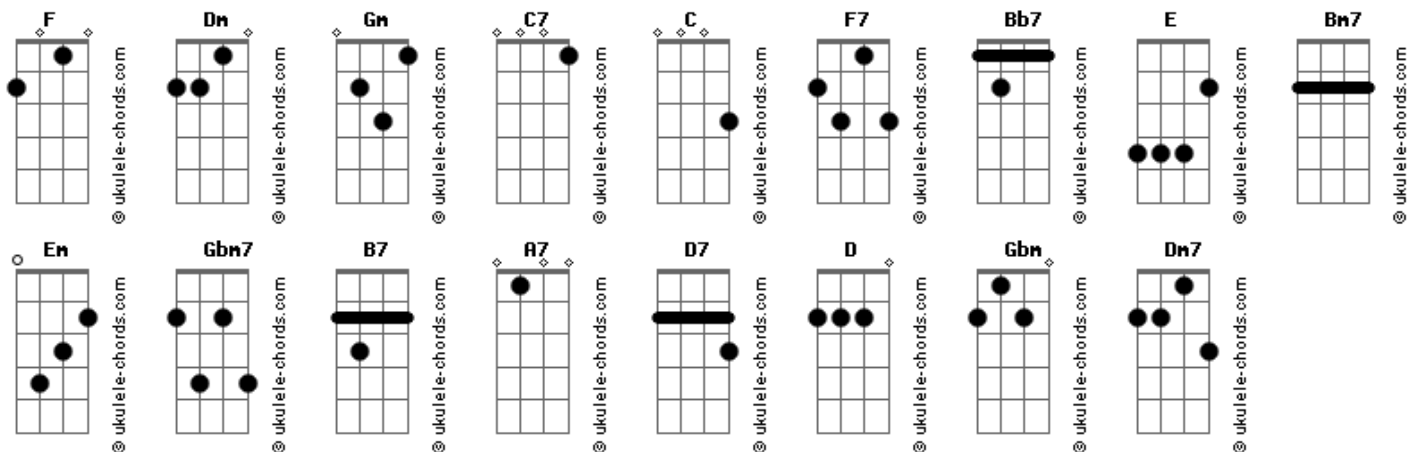 F Dm Gm C7 C F7 Bb7 E Bm7
© ukulele-chords.com © ukulele-chords.com © ukulele-chords.com © ukulele-chords.com © ukulele-chords.com © ukulele-chords.com © ukulele-chords.com © ukulele-chords.com © ukulele-chords.com
Em Gbm7 B7 A7 D7 D Gbm Dm7
© ukulele-chords.com © ukulele-chords.com © ukulele-chords.com © ukulele-chords.com © ukulele-chords.com © ukulele-chords.com © ukulele-chords.com © ukulele-chords.com